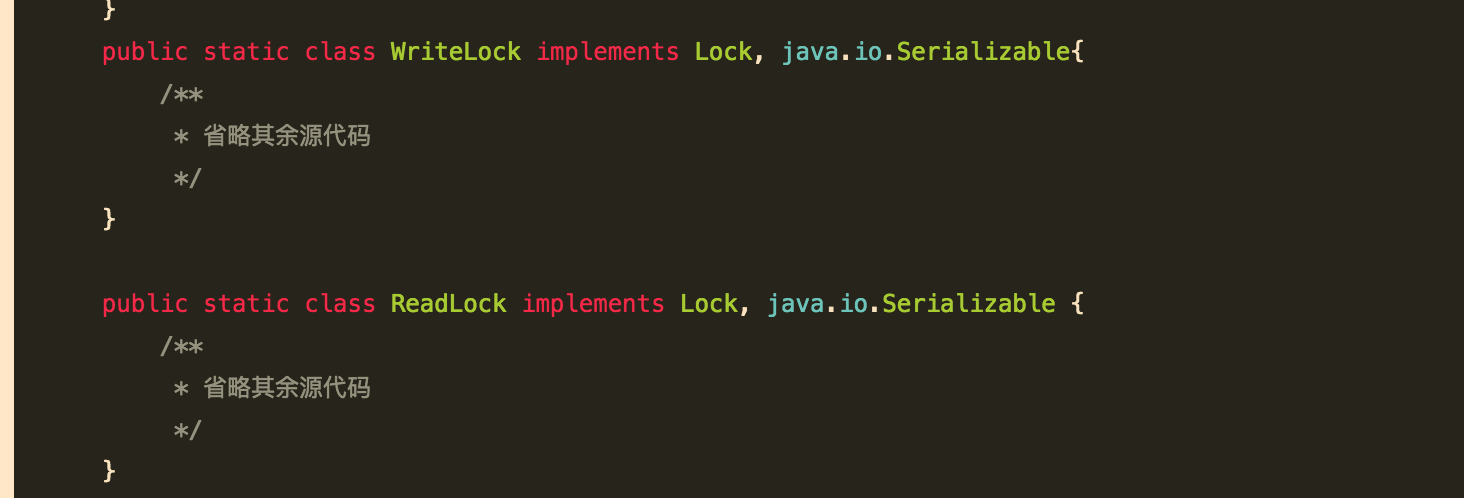 }
public static class WriteLock implements Lock, java.io.Serializable{
/**
* 省略其余源代码
*/
}
public static class ReadLock implements Lock, java.io.Serializable {
/**
* 省略其余源代码
*/
}